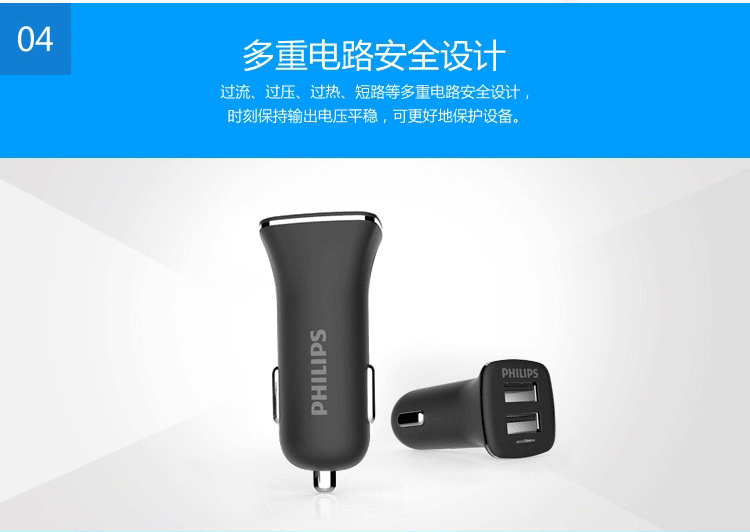 04
多重电路安全设计
过流、过压、过热、短路等多重电路安全设计，
时刻保持输出电压平稳，可更好地保护设备。
PHILIPS
PHILIPS